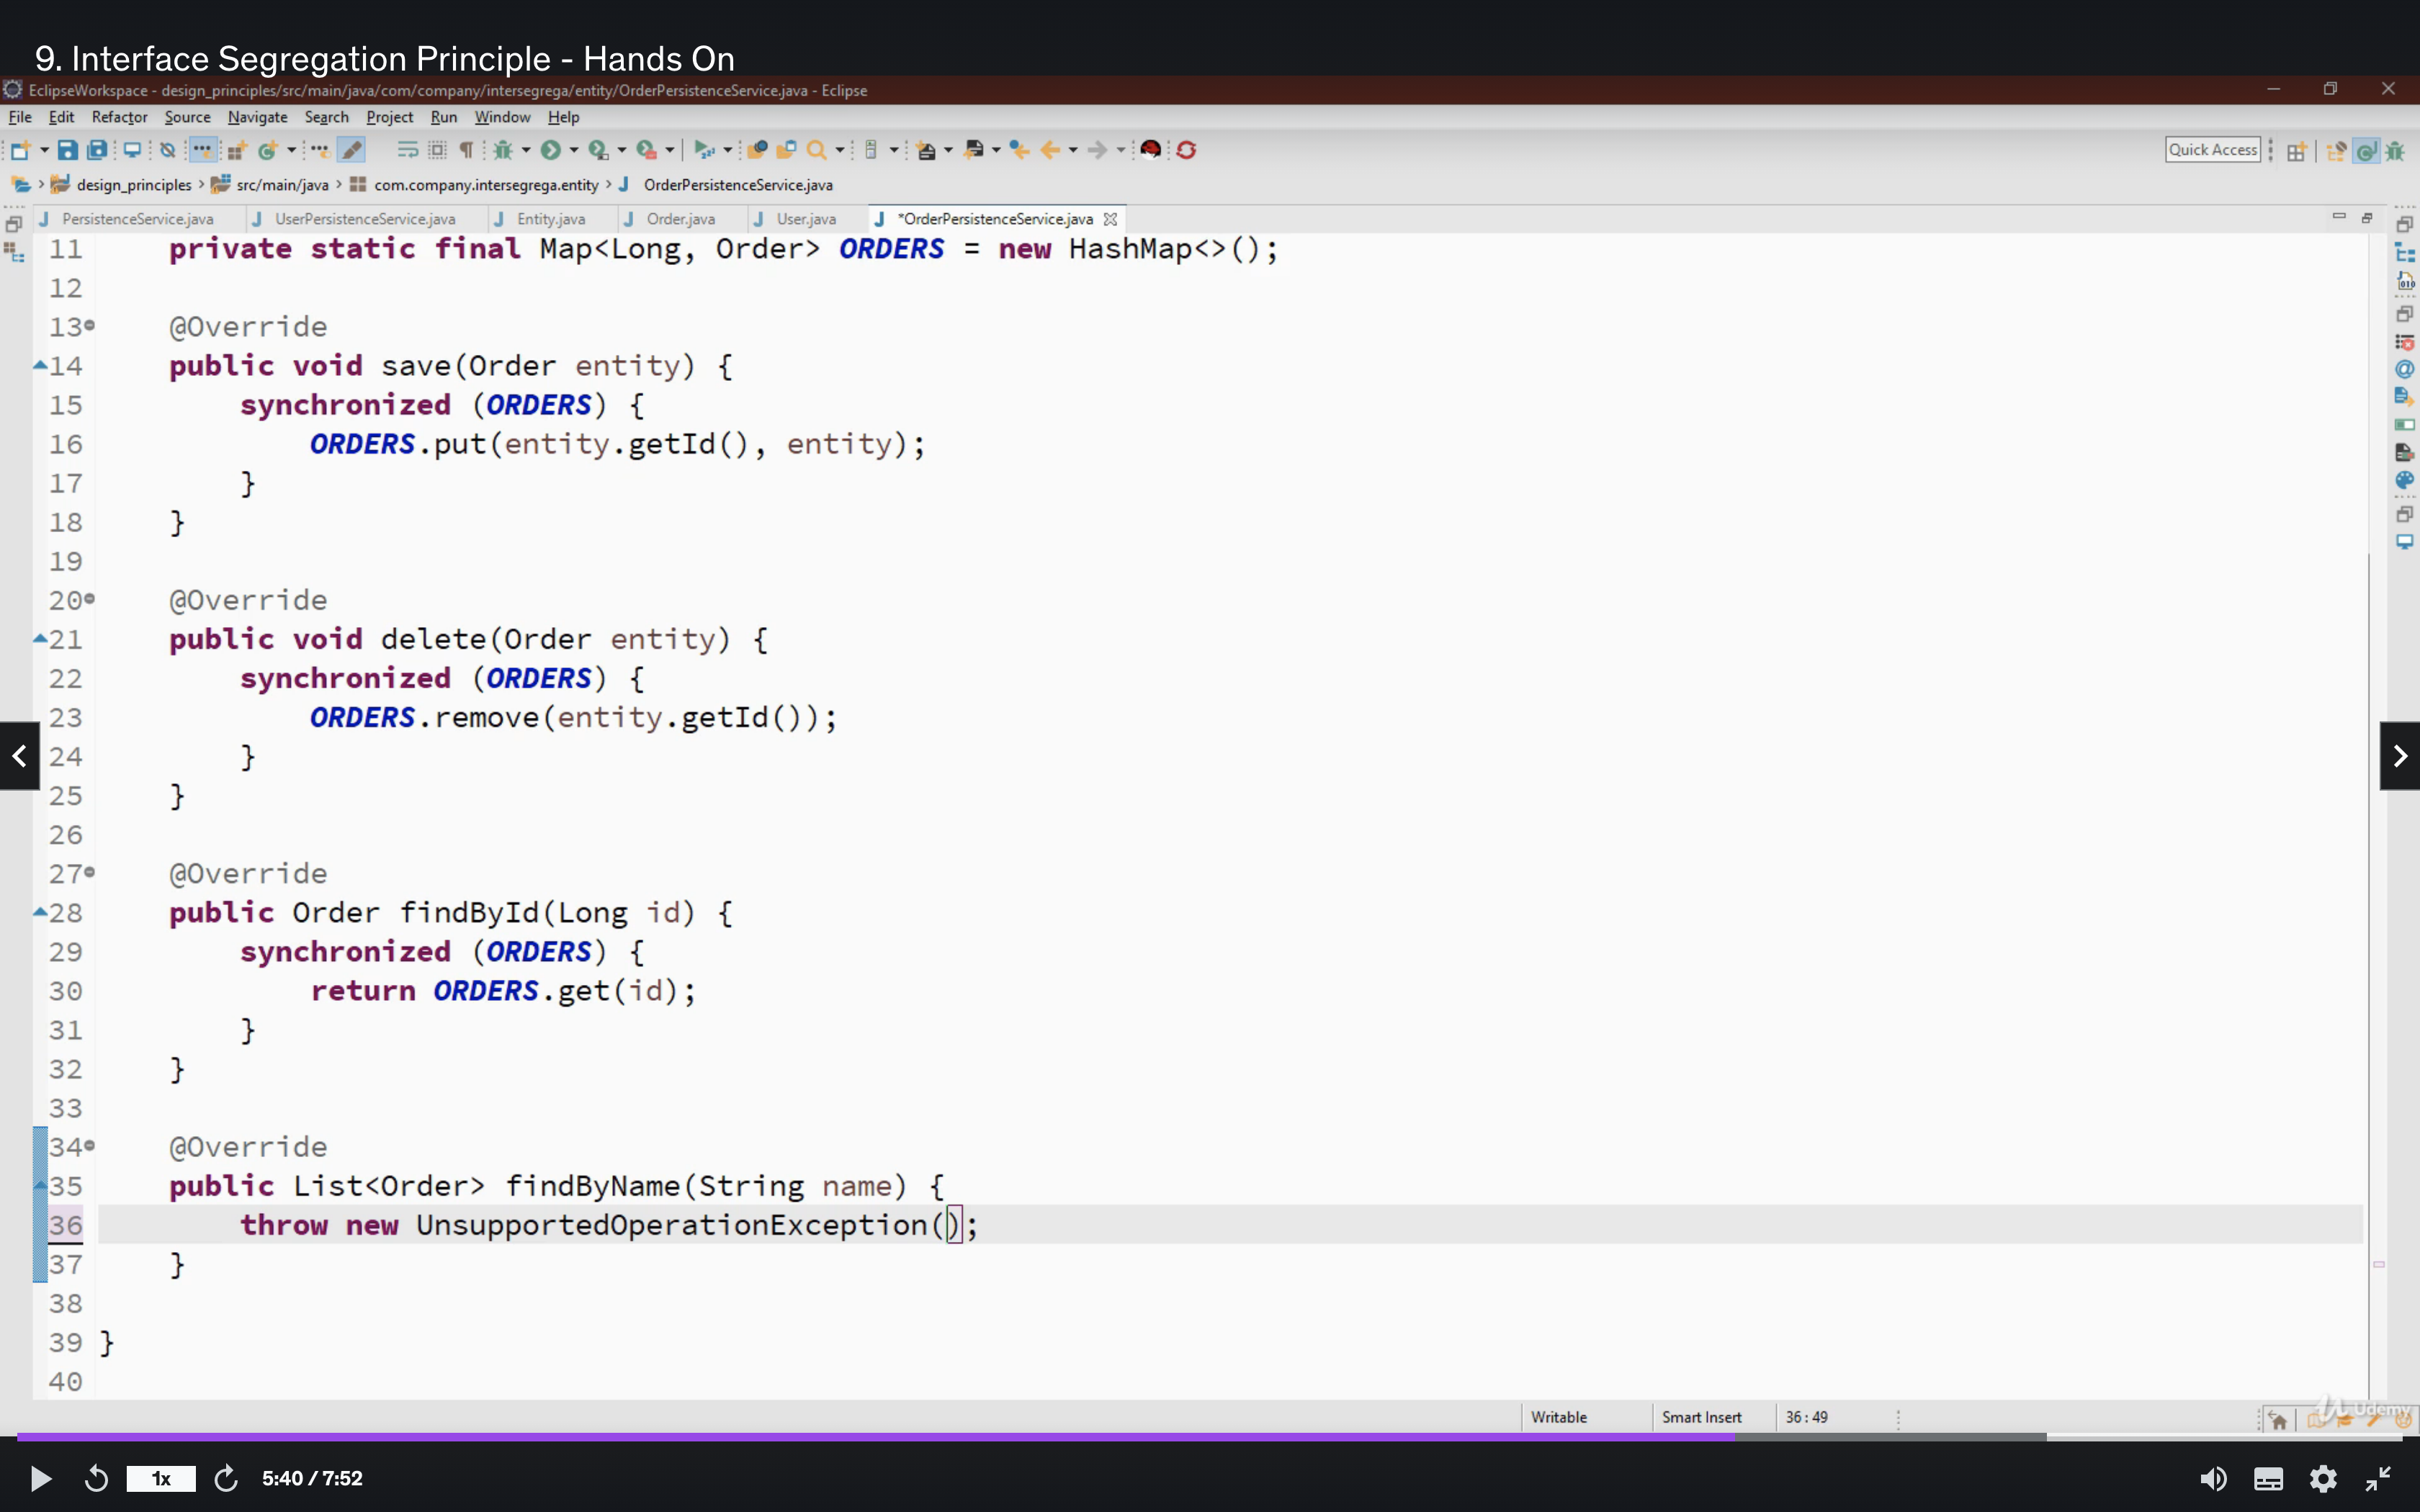 9. Interface Segregation Principle - Hands On
EclipseWorkspace - design_principles/src/main/java/com/company/intersegrega/entity/OrderPersistenceService.java - Eclipse
File Edit Refactor Source Navigate Search Project Run Window Help
Quick Access
design_principles src/main/java com.company.intersegrega.entity OrderPersistenceService.java
PersistenceService.java UserPersistenceService.java Entity.java Order.java User.java *OrderPersistenceService.java
11 private static final Map<Long, Order> ORDERS = new HashMap<>();
12
13 @Override
14 public void save(Order entity) {
15 synchronized (ORDERS) {
16 ORDERS.put(entity.getId(), entity);
17 }
18 }
19
20 @Override
21 public void delete(Order entity) {
22 synchronized (ORDERS) {
23 ORDERS.remove(entity.getId());
24 }
25 }
26
27 @Override
28 public Order findById(Long id) {
29 synchronized (ORDERS) {
30 return ORDERS.get(id);
31 }
32 }
33
34 @Override
35 public List<Order> findByName(String name) {
36 throw new UnsupportedOperationException();
37 }
38
39 }
40
Writable Smart Insert 36 : 49
Udemy
1x 5:40 / 7:52